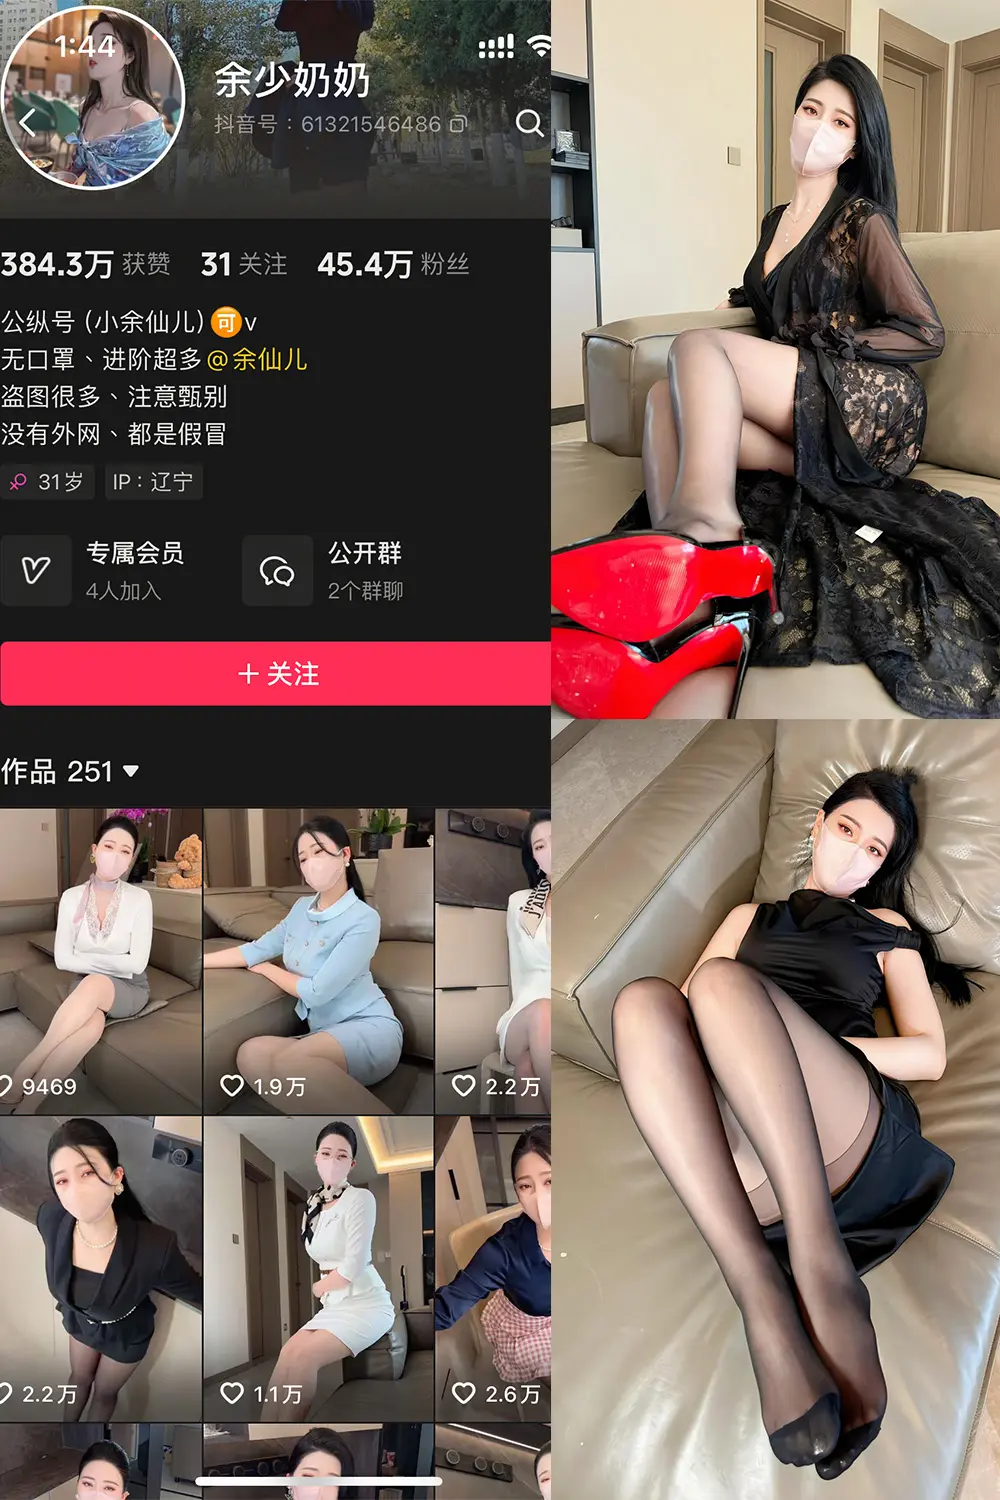 1:44
余少奶奶
抖音号：61321546486
384.3万 获赞 31 关注 45.4万 粉丝
公纵号 (小余仙儿) 🉑 v
无口罩、进阶超多@余仙儿
盗图很多、注意甄别
没有外网、都是假冒
31岁 IP：辽宁
专属会员
4人加入
公开群
2个群聊
+ 关注
作品 251
9469 1.9万 2.2万
J'ADIOR
2.2万 1.1万 2.6万